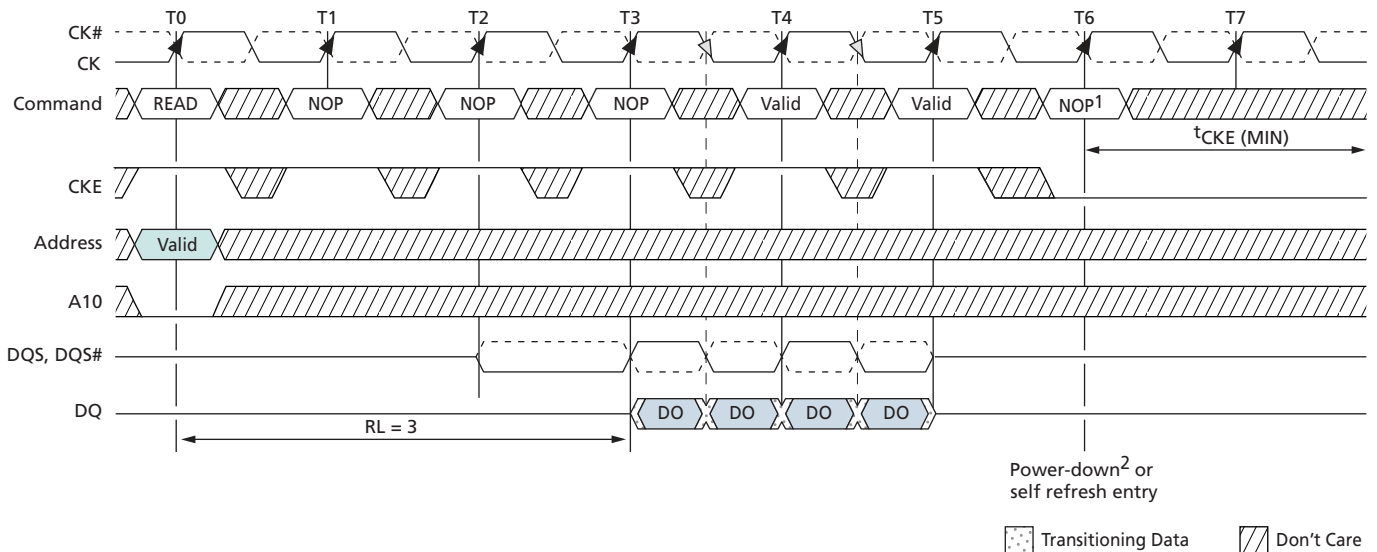 T0 T1 T2 T3 T4 T5 T6 T7
CK#
CK
Command READ NOP NOP NOP Valid Valid NOP1
tCKE (MIN)
CKE
Address Valid
A10
DQS, DQS#
DQ DO DO DO DO
RL = 3
Power-down2 or
self refresh entry
Transitioning Data Don't Care